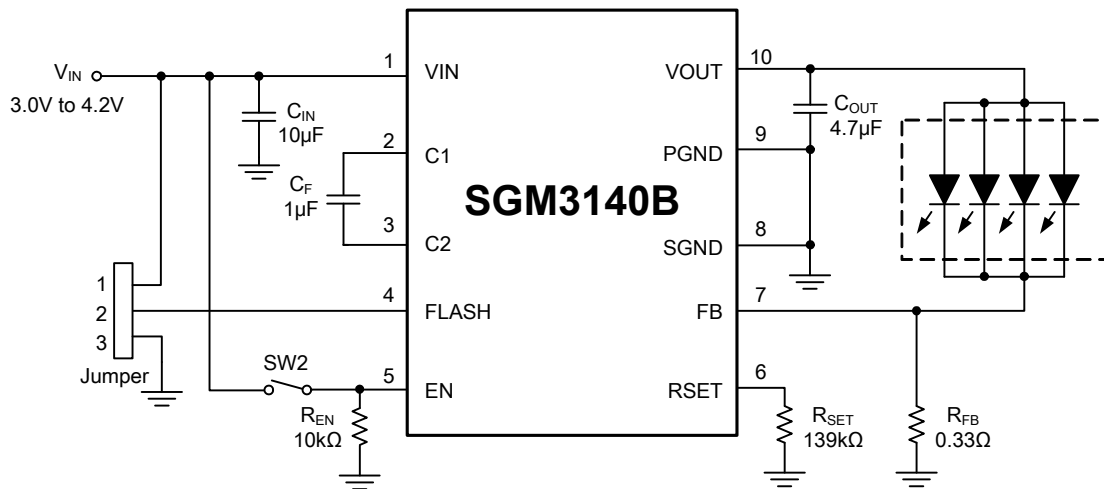 VIN
3.0V to 4.2V
CIN
10µF
CF
1µF
1
2
3
Jumper
SW2
REN
10kΩ
1
VIN
2
C1
3
C2
4
FLASH
5
EN
SGM3140B
10
VOUT
9
PGND
8
SGND
7
FB
6
RSET
COUT
4.7µF
RSET
139kΩ
RFB
0.33Ω